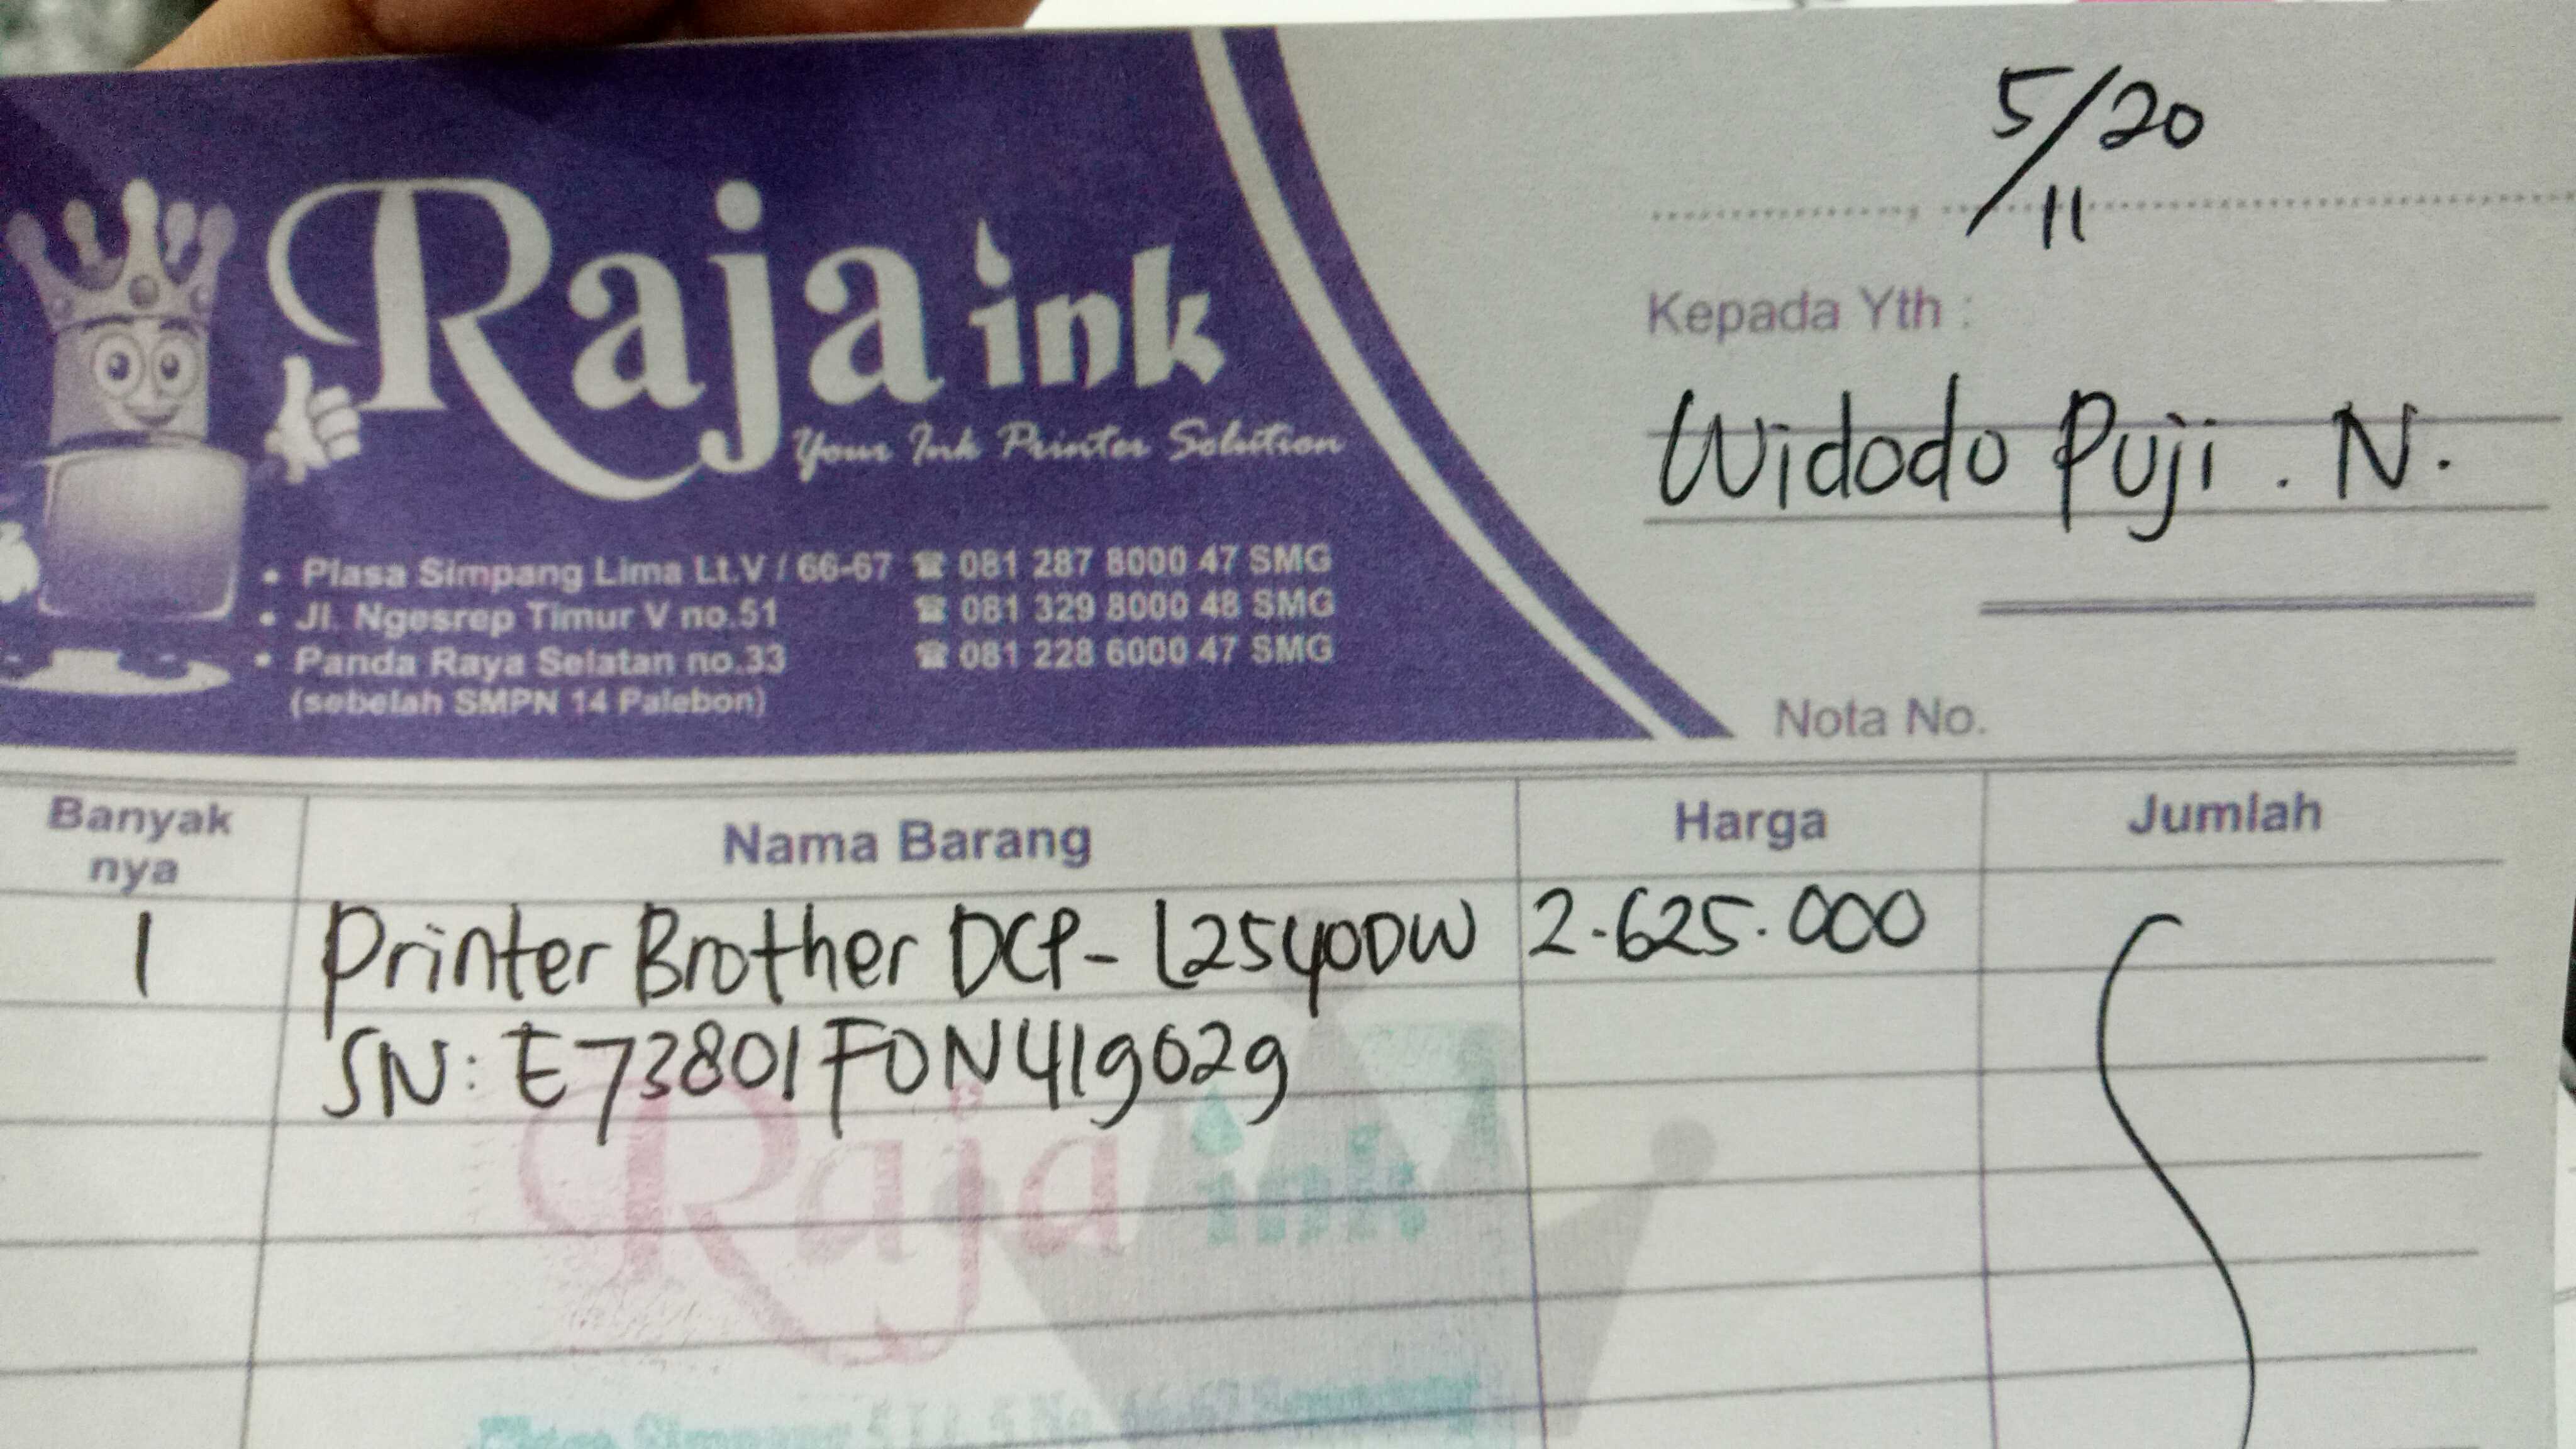 5/11/20
Raja ink
Your Ink Printer Solution
Kepada Yth :
Widodo Puji . N.
• Plasa Simpang Lima Lt.V / 66-67 ☎ 081 287 8000 47 SMG
• Jl. Ngesrep Timur V no.51 ☎ 081 329 8000 48 SMG
• Panda Raya Selatan no.33 ☎ 081 228 6000 47 SMG
(sebelah SMPN 14 Palebon)
Nota No.
Banyak nya Nama Barang Harga Jumlah
1 Printer Brother DCP- L2540DW 2.625.000
SN: E73801F0N419629
Raja ink